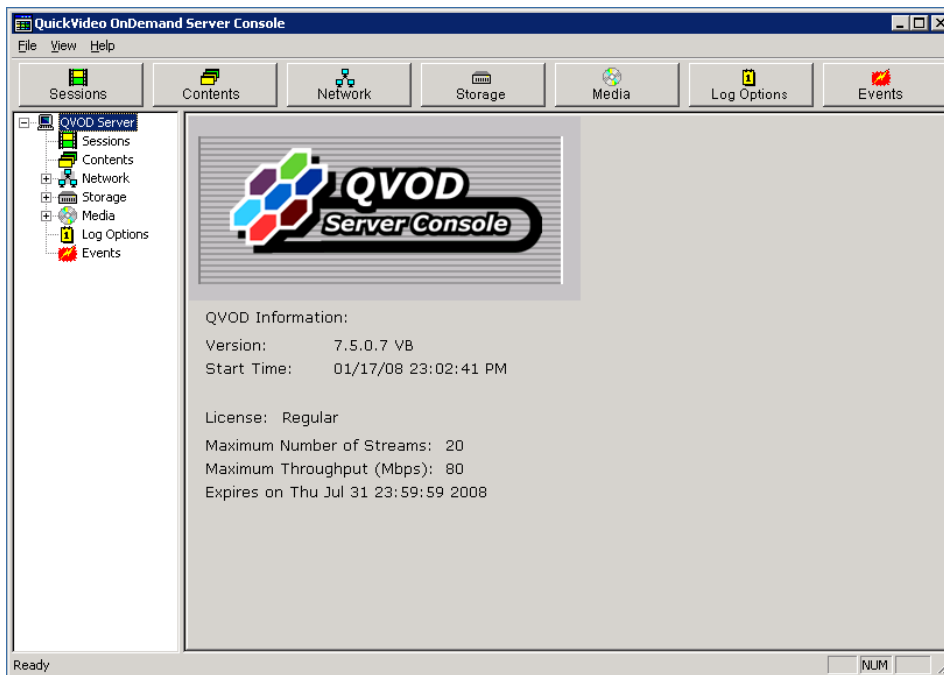 QuickVideo OnDemand Server Console
File View Help
Sessions Contents Network Storage Media Log Options Events
QVOD Server
Sessions
Contents
Network
Storage
Media
Log Options
Events
QVOD
Server Console
QVOD Information:
Version: 7.5.0.7 VB
Start Time: 01/17/08 23:02:41 PM
License: Regular
Maximum Number of Streams: 20
Maximum Throughput (Mbps): 80
Expires on Thu Jul 31 23:59:59 2008
Ready NUM